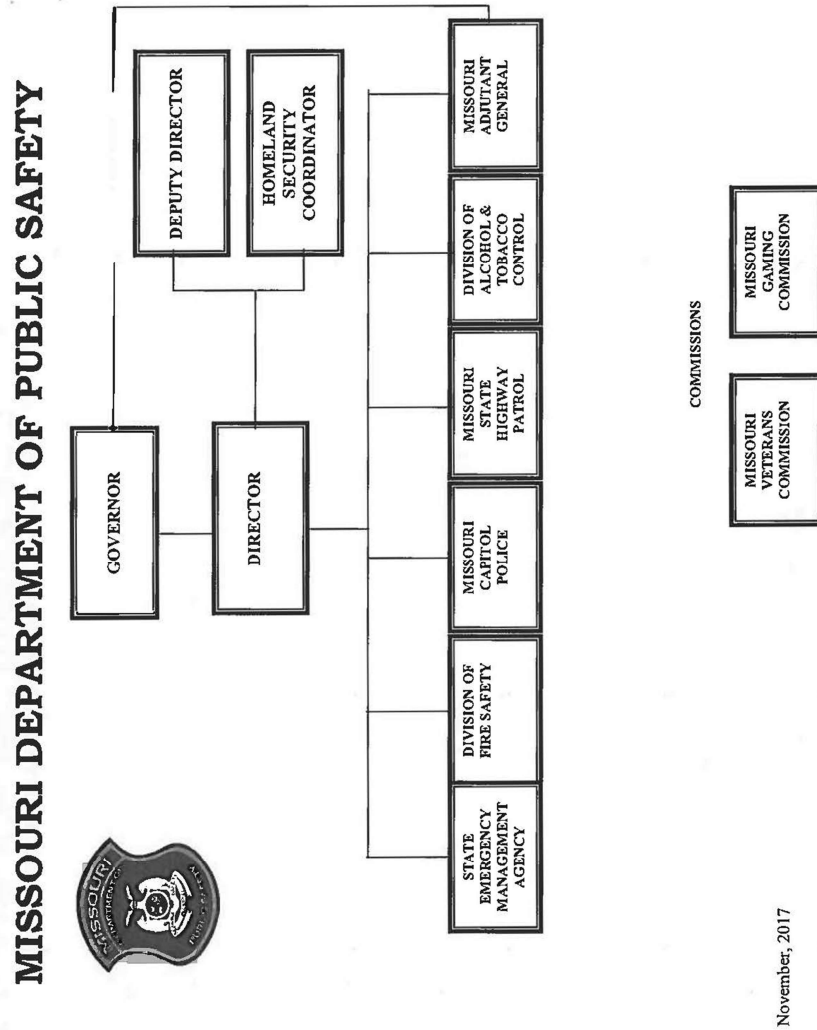 MISSOURI DEPARTMENT OF PUBLIC SAFETY
MISSOURI
DEPARTMENT OF
GOVERNOR
DIRECTOR
DEPUTY DIRECTOR
HOMELAND
SECURITY
COORDINATOR
STATE
EMERGENCY
MANAGEMENT
AGENCY
DIVISION OF
FIRE SAFETY
MISSOURI
CAPITOL
POLICE
MISSOURI
STATE
HIGHWAY
PATROL
DIVISION OF
ALCOHOL &
TOBACCO
CONTROL
MISSOURI
ADJUTANT
GENERAL
COMMISSIONS
MISSOURI
VETERANS
COMMISSION
MISSOURI
GAMING
COMMISSION
November, 2017